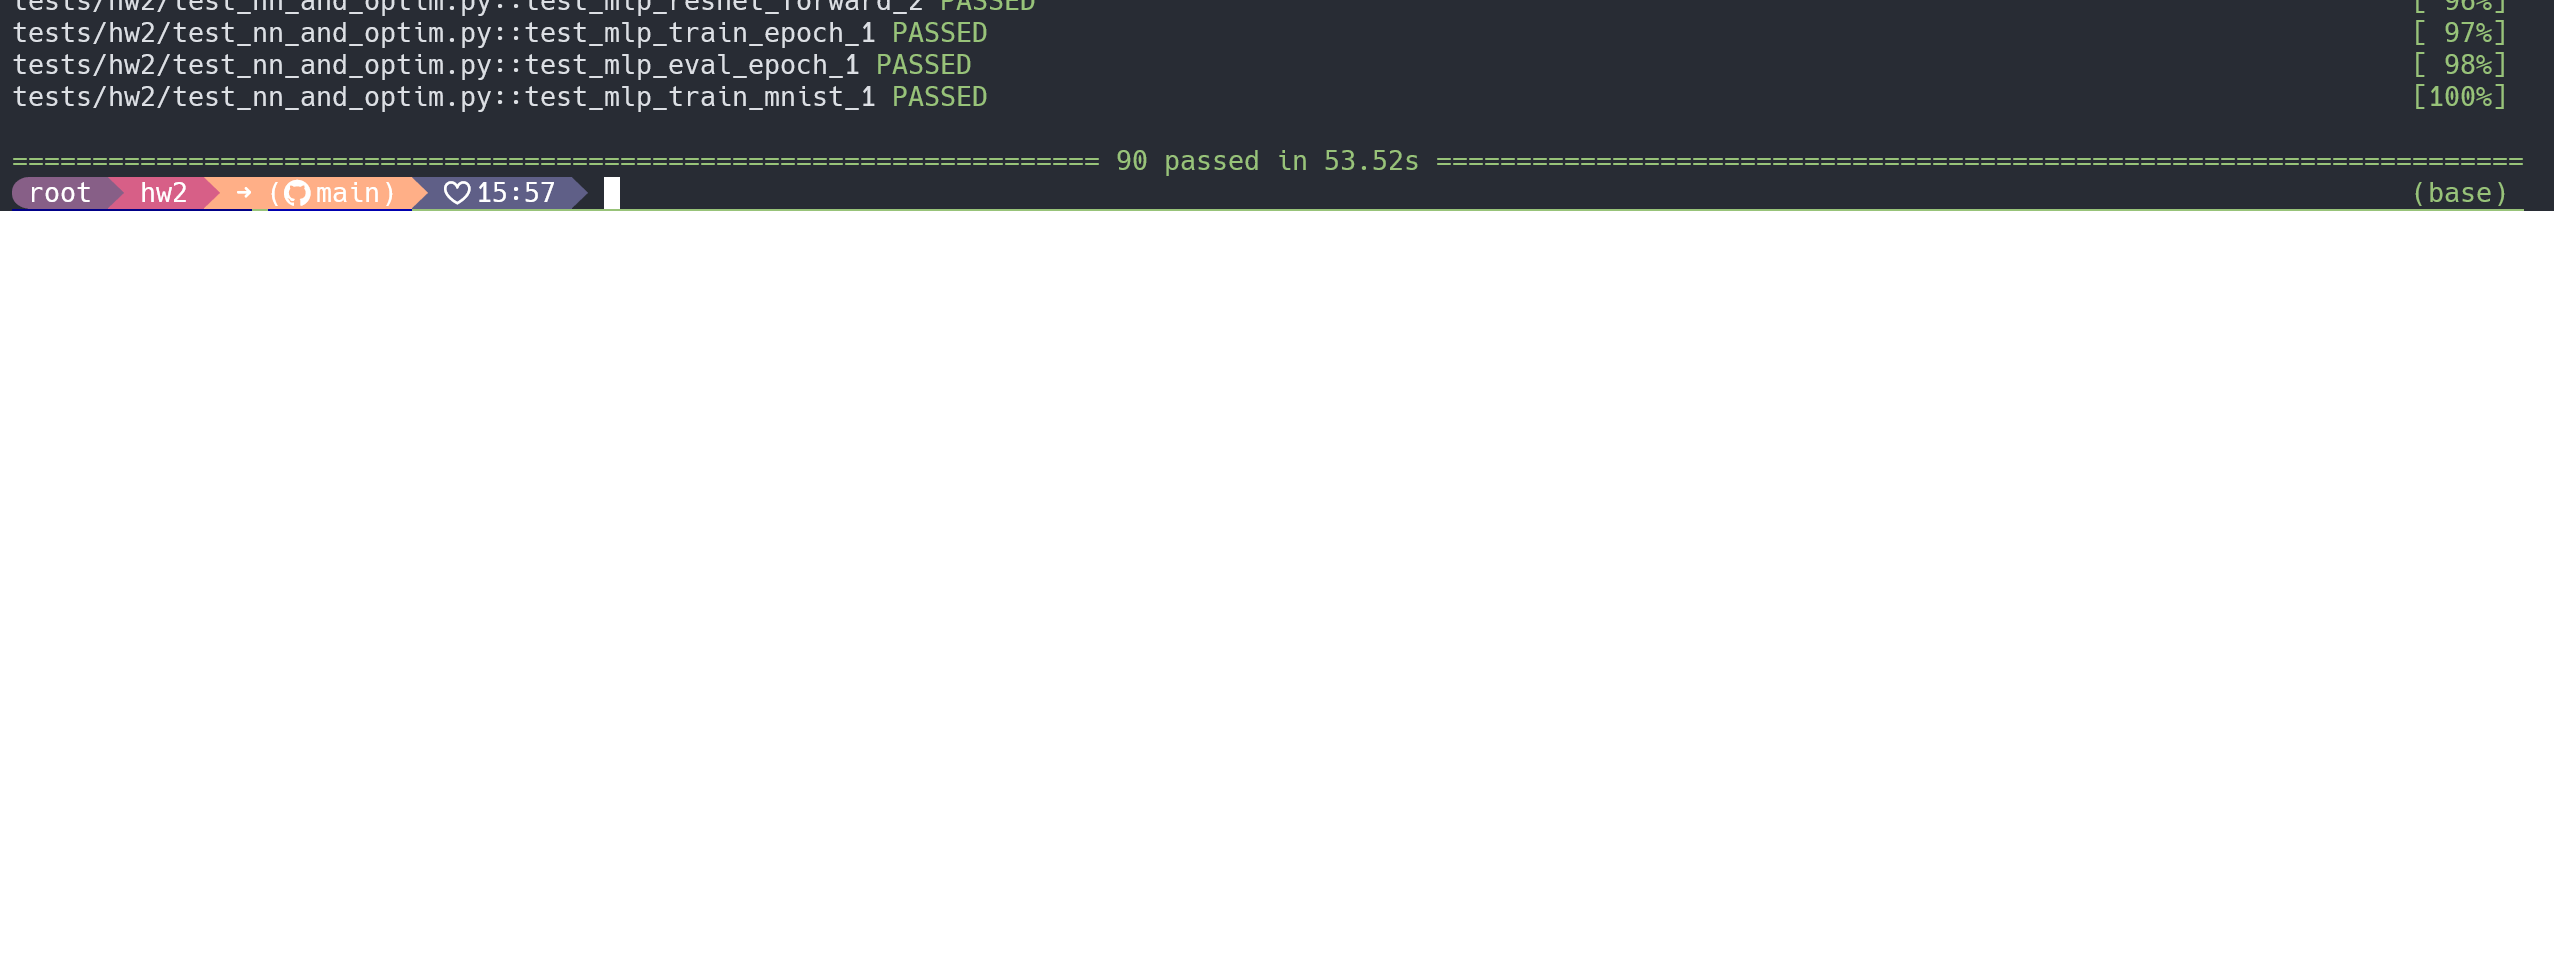 tests/hw2/test_nn_and_optim.py::test_mlp_resnet_forward_2 PASSED [ 96%]
tests/hw2/test_nn_and_optim.py::test_mlp_train_epoch_1 PASSED [ 97%]
tests/hw2/test_nn_and_optim.py::test_mlp_eval_epoch_1 PASSED [ 98%]
tests/hw2/test_nn_and_optim.py::test_mlp_train_mnist_1 PASSED [100%]
==================================================================== 90 passed in 53.52s ====================================================================
root hw2 ➜ (main) ♡ 15:57 (base)